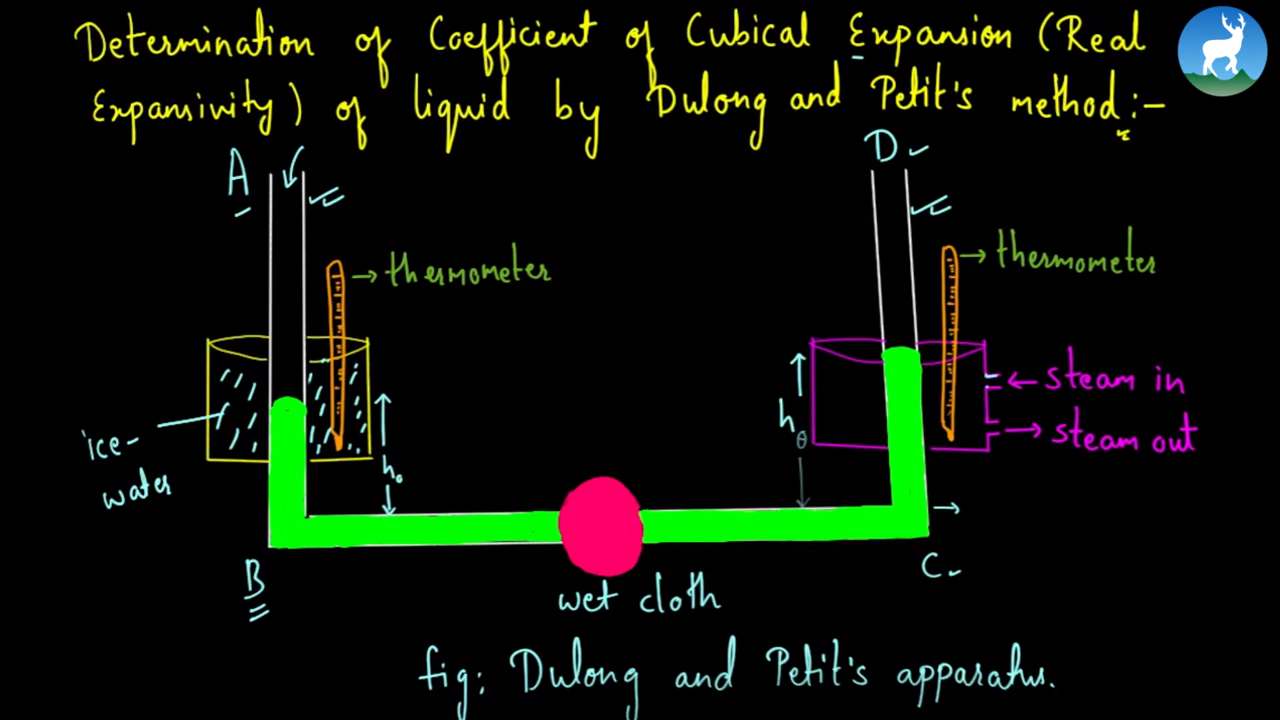 Determination of Coefficient of Cubical Expansion (Real
Expansivity) of liquid by Dulong and Petit's method:-
A
D
→ thermometer
→ thermometer
← steam in
→ steam out
ice-
water
h₀
hθ
B
C
wet cloth
fig: Dulong and Petit's apparatus.